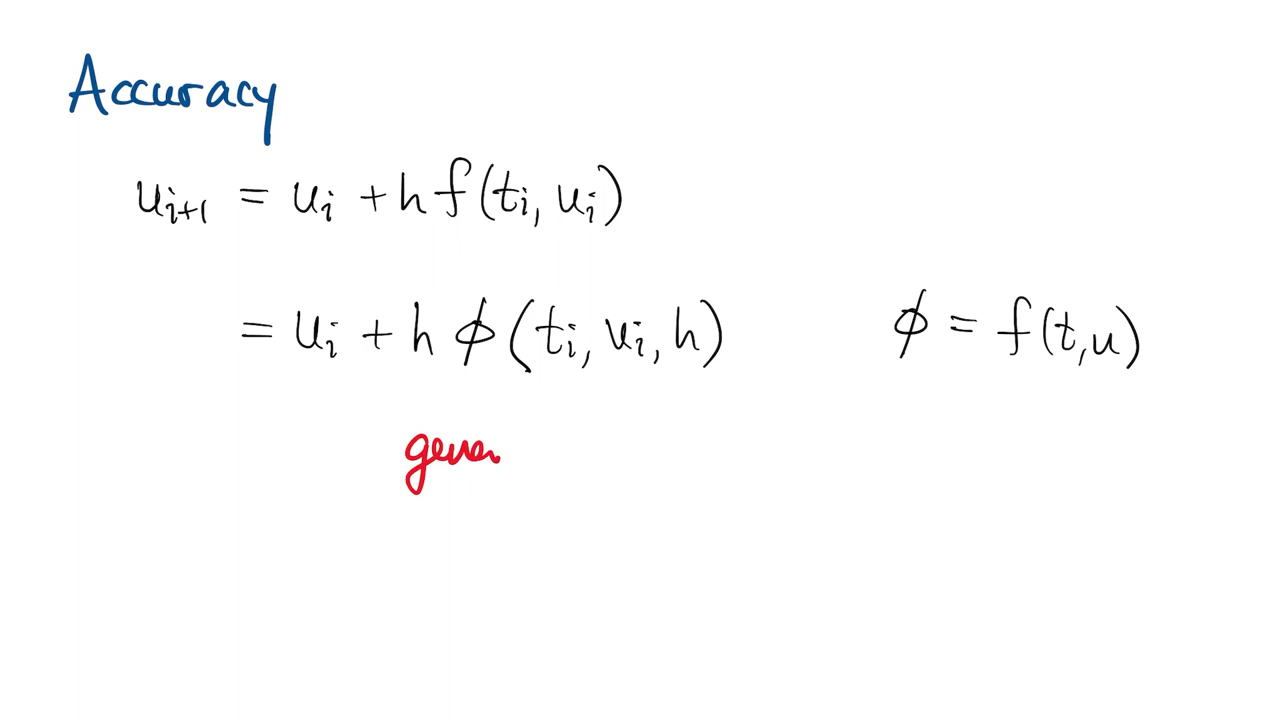 Accuracy
u_{i+1} = u_i + h f(t_i, u_i)
= u_i + h ϕ(t_i, u_i, h) ϕ = f(t, u)
gener